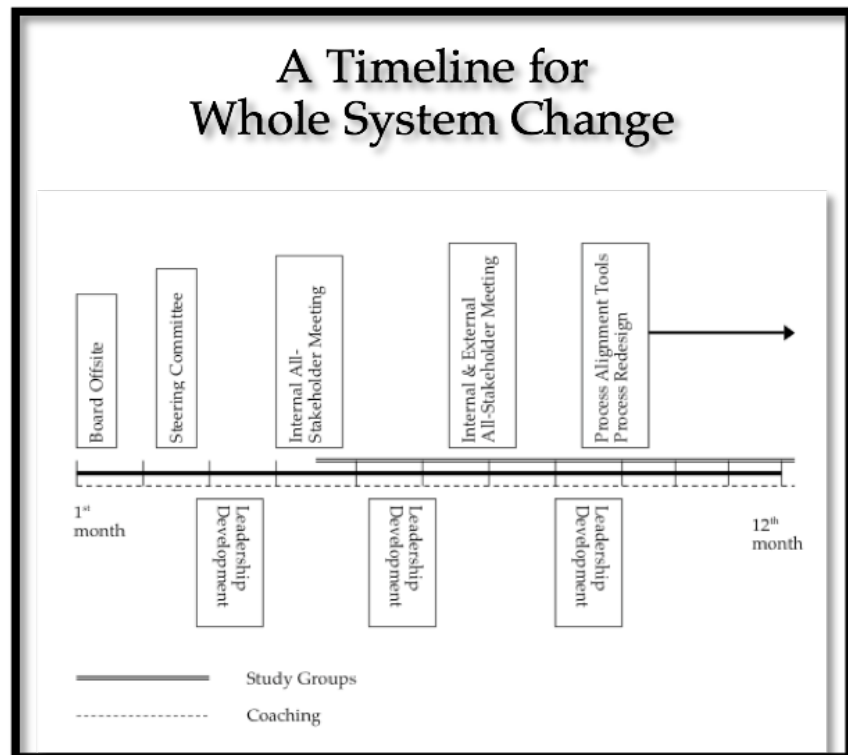 A Timeline for
Whole System Change
Board Offsite
Steering Committee
Internal All-
Stakeholder Meeting
Internal & External
All-Stakeholder Meeting
Process Alignment Tools
Process Redesign
1st
month
12th
month
Leadership
Development
Leadership
Development
Leadership
Development
Study Groups
Coaching